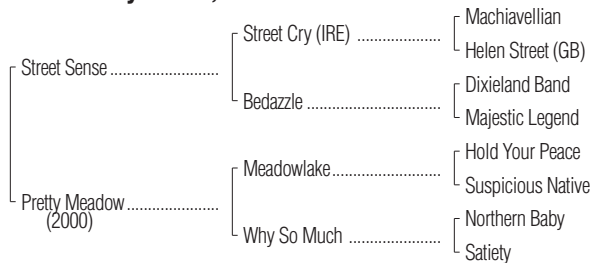 Machiavellian
Street Cry (IRE) ..................
Helen Street (GB)
Street Sense ........................
Dixieland Band
Bedazzle .............................
Majestic Legend
Hold Your Peace
Meadowlake.......................
Suspicious Native
Pretty Meadow....................
(2000)
Northern Baby
Why So Much ....................
Satiety